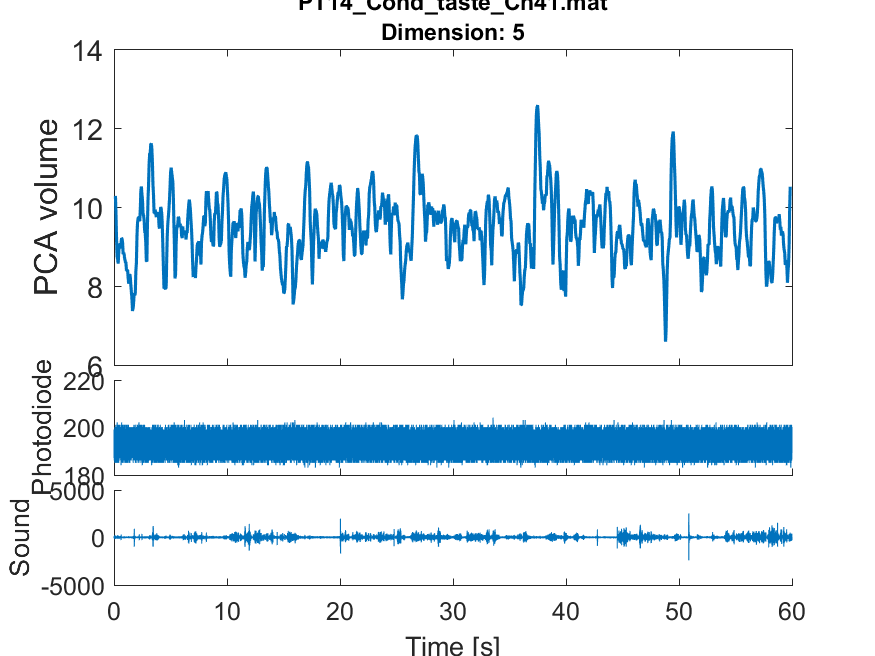 PT14_Cond_taste_Ch41.mat
Dimension: 5
PCA volume
14
12
10
8
6
Photodiode
220
200
180
Sound
5000
0
-5000
0 10 20 30 40 50 60
Time [s]